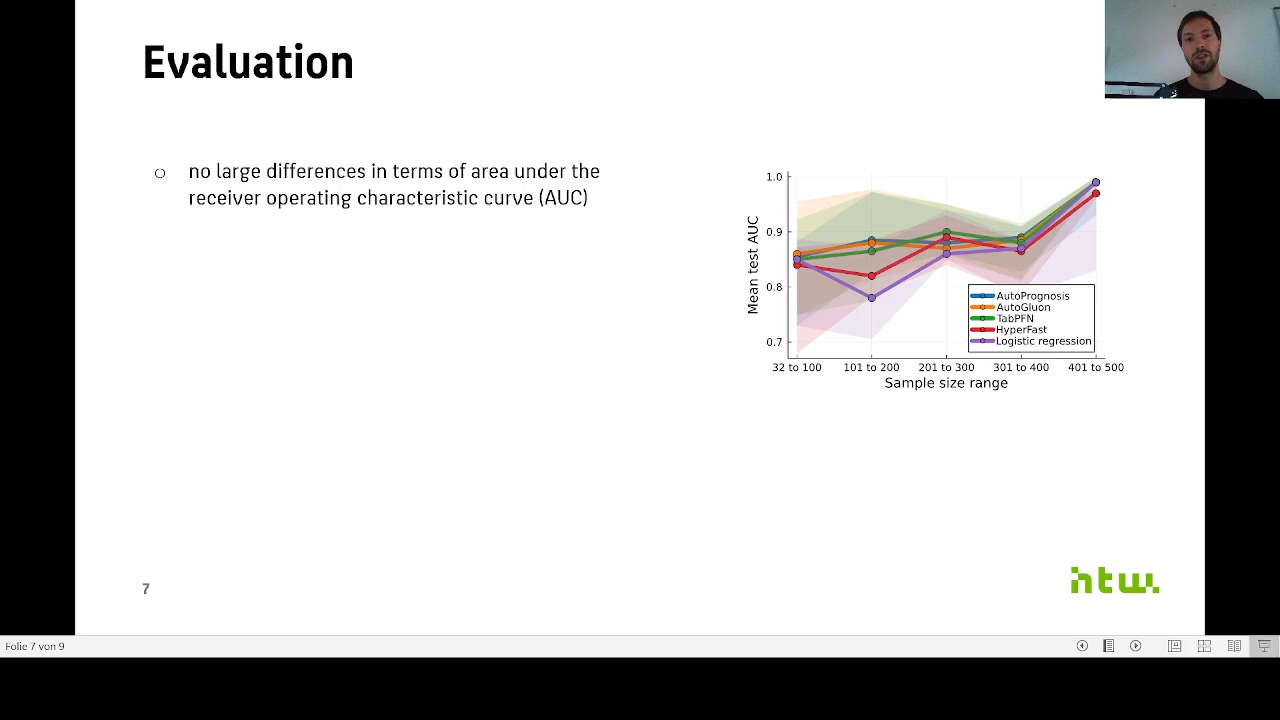 Evaluation
no large differences in terms of area under the
receiver operating characteristic curve (AUC)
1.0
0.9
0.8
0.7
Mean test AUC
AutoPrognosis
AutoGluon
TabPFN
HyperFast
Logistic regression
32 to 100
101 to 200
201 to 300
301 to 400
401 to 500
Sample size range
7
htw.
Folie 7 von 9